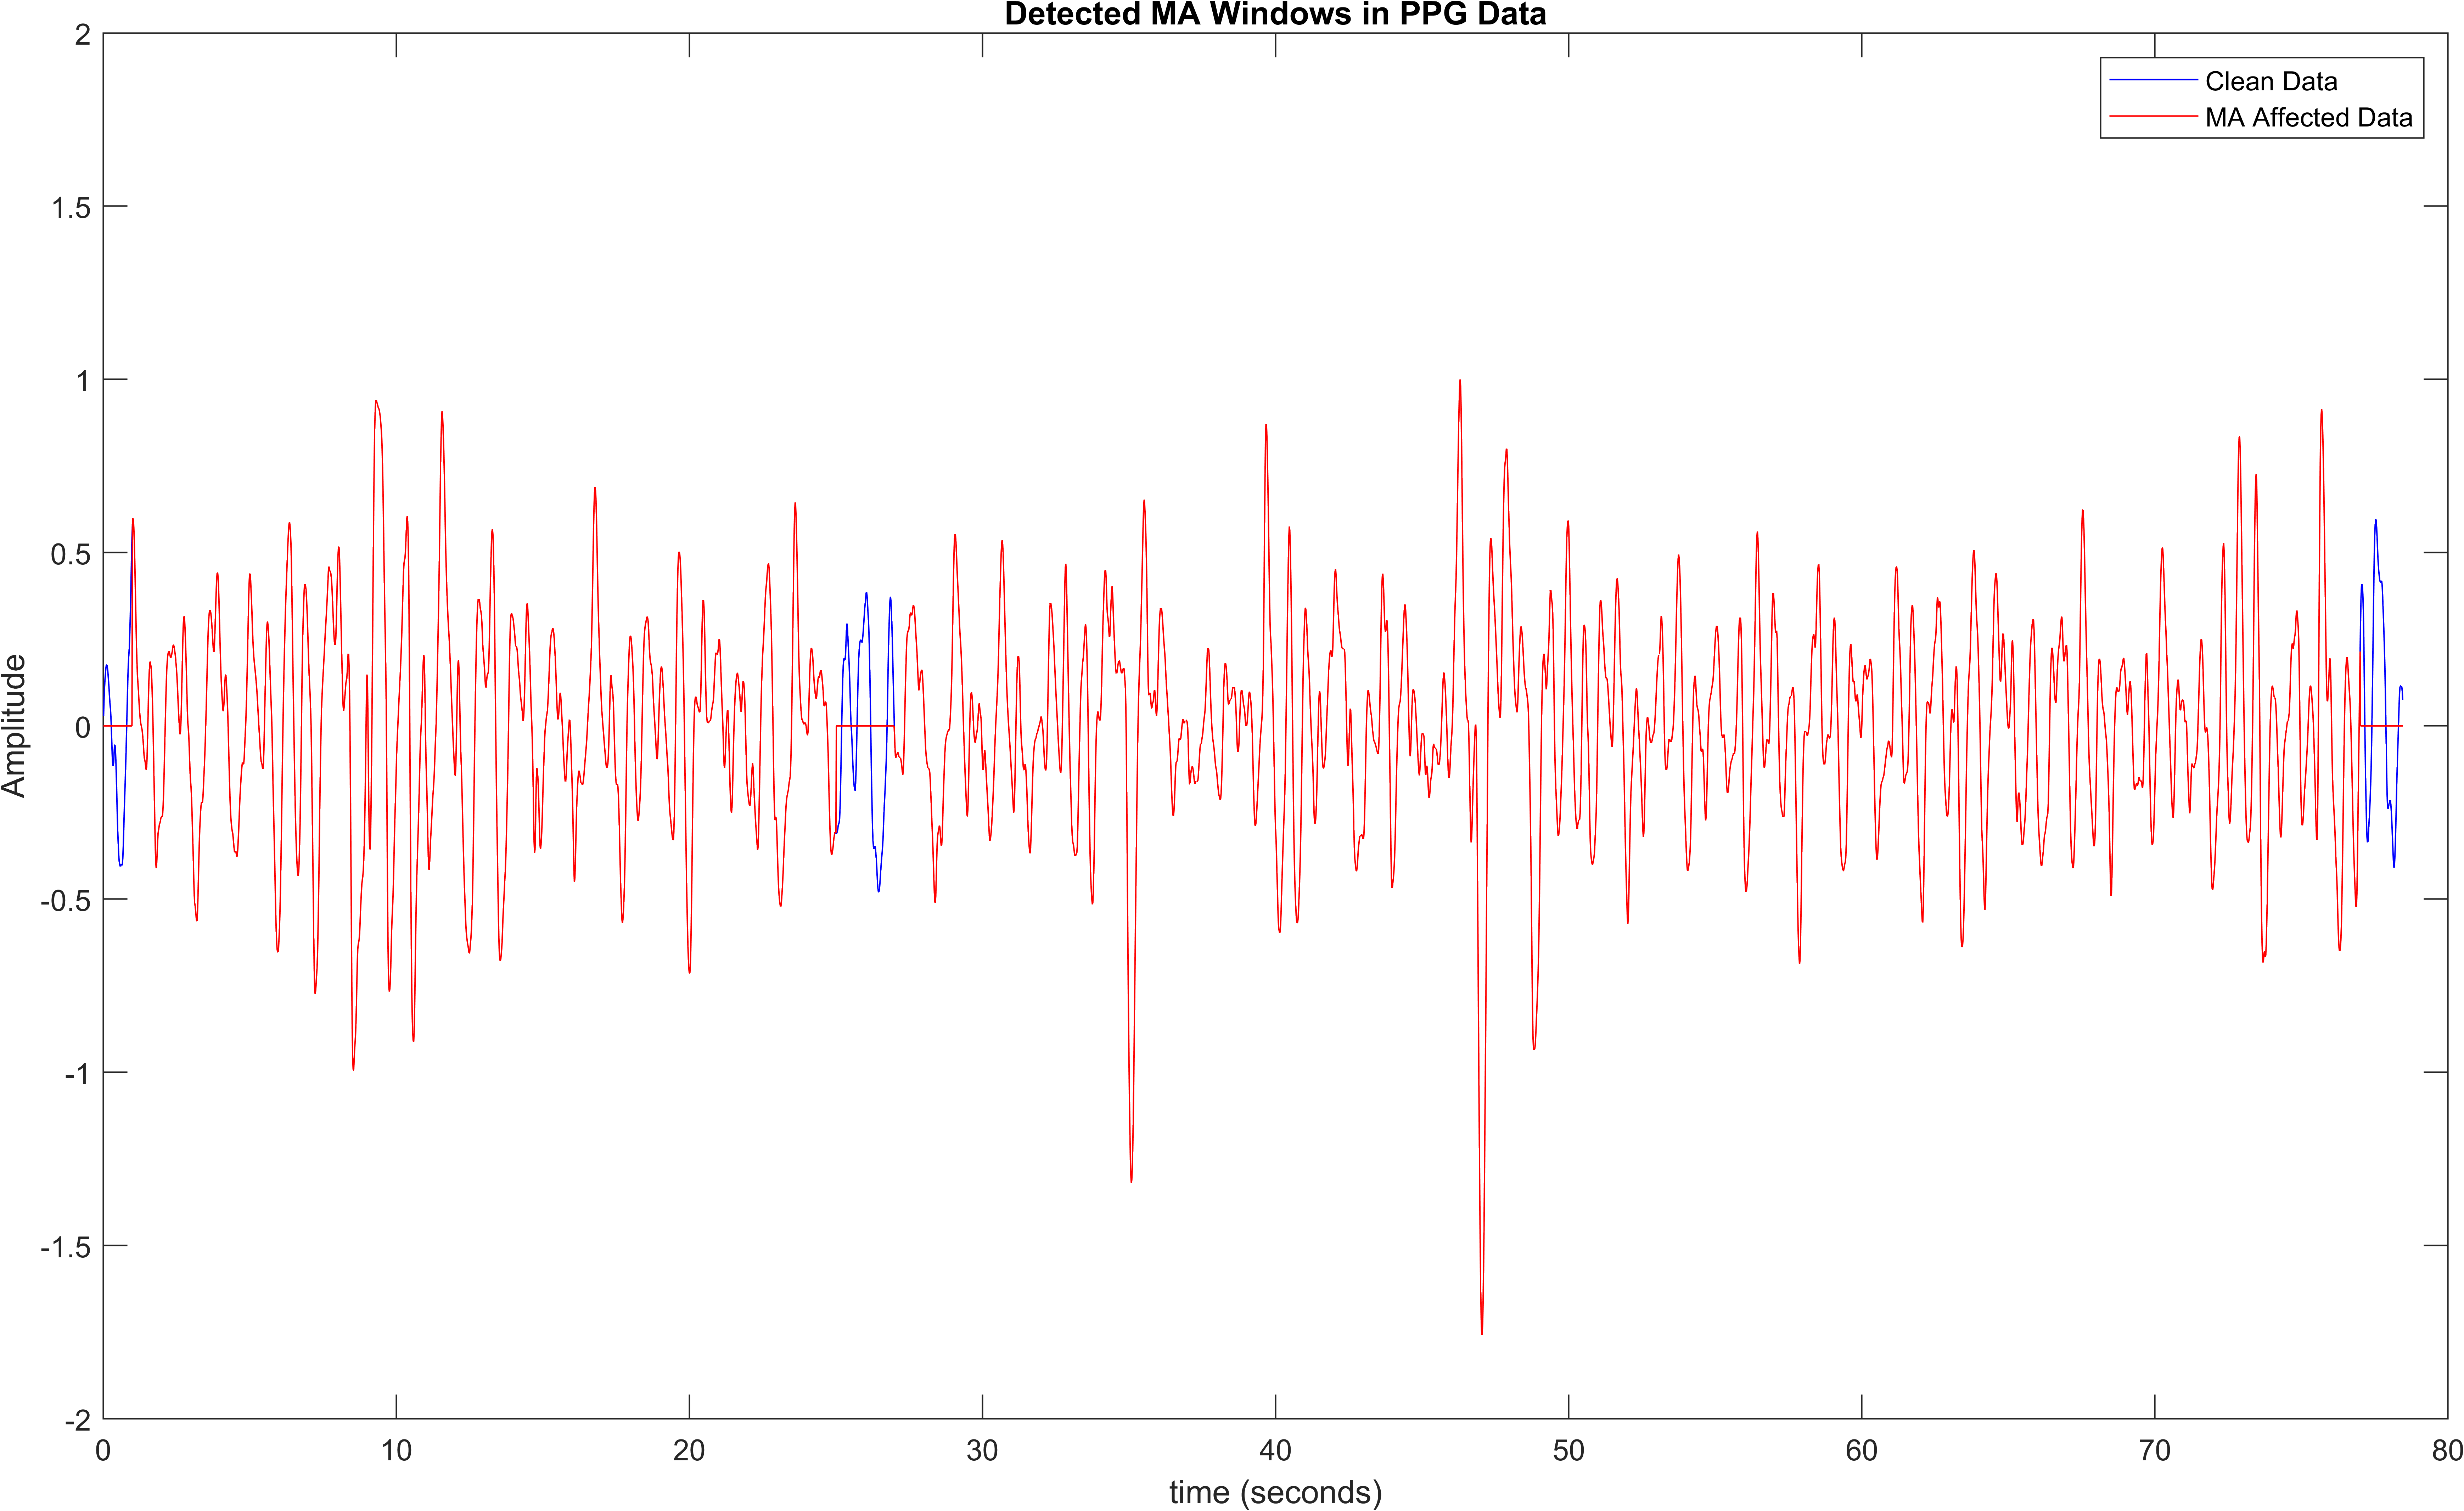 Detected MA Windows in PPG Data
Clean Data
MA Affected Data
2
1.5
1
0.5
0
-0.5
-1
-1.5
-2
Amplitude
0 10 20 30 40 50 60 70 80
time (seconds)